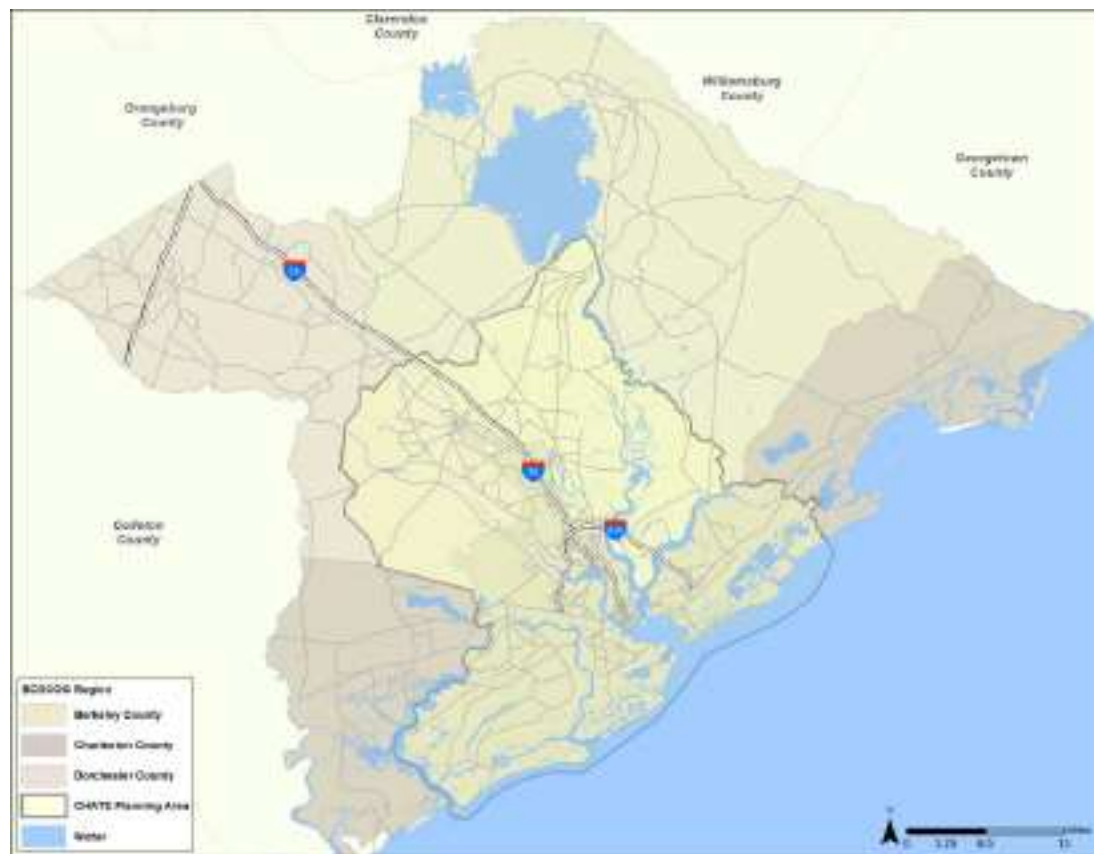 Clarendon
County
Williamsburg
County
Orangeburg
County
Georgetown
County
Colleton
County
BCDCOG Region
Berkeley County
Charleston County
Dorchester County
CHATS Planning Area
Water
0